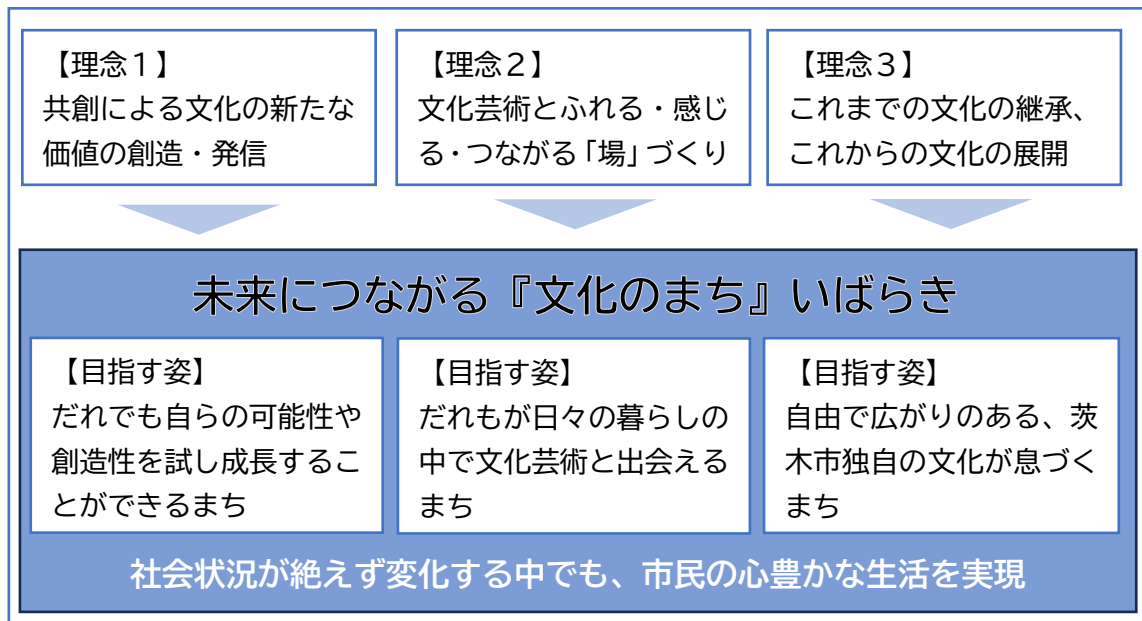 【理念１】
共創による文化の新たな
価値の創造・発信
【理念２】
文化芸術とふれる・感じ
る・つながる「場」づくり
【理念３】
これまでの文化の継承、
これからの文化の展開
未来につながる『文化のまち』いばらき
【目指す姿】
だれでも自らの可能性や
創造性を試し成長するこ
とができるまち
【目指す姿】
だれもが日々の暮らしの
中で文化芸術と出会える
まち
【目指す姿】
自由で広がりのある、茨
木市独自の文化が息づく
まち
社会状況が絶えず変化する中でも、市民の心豊かな生活を実現